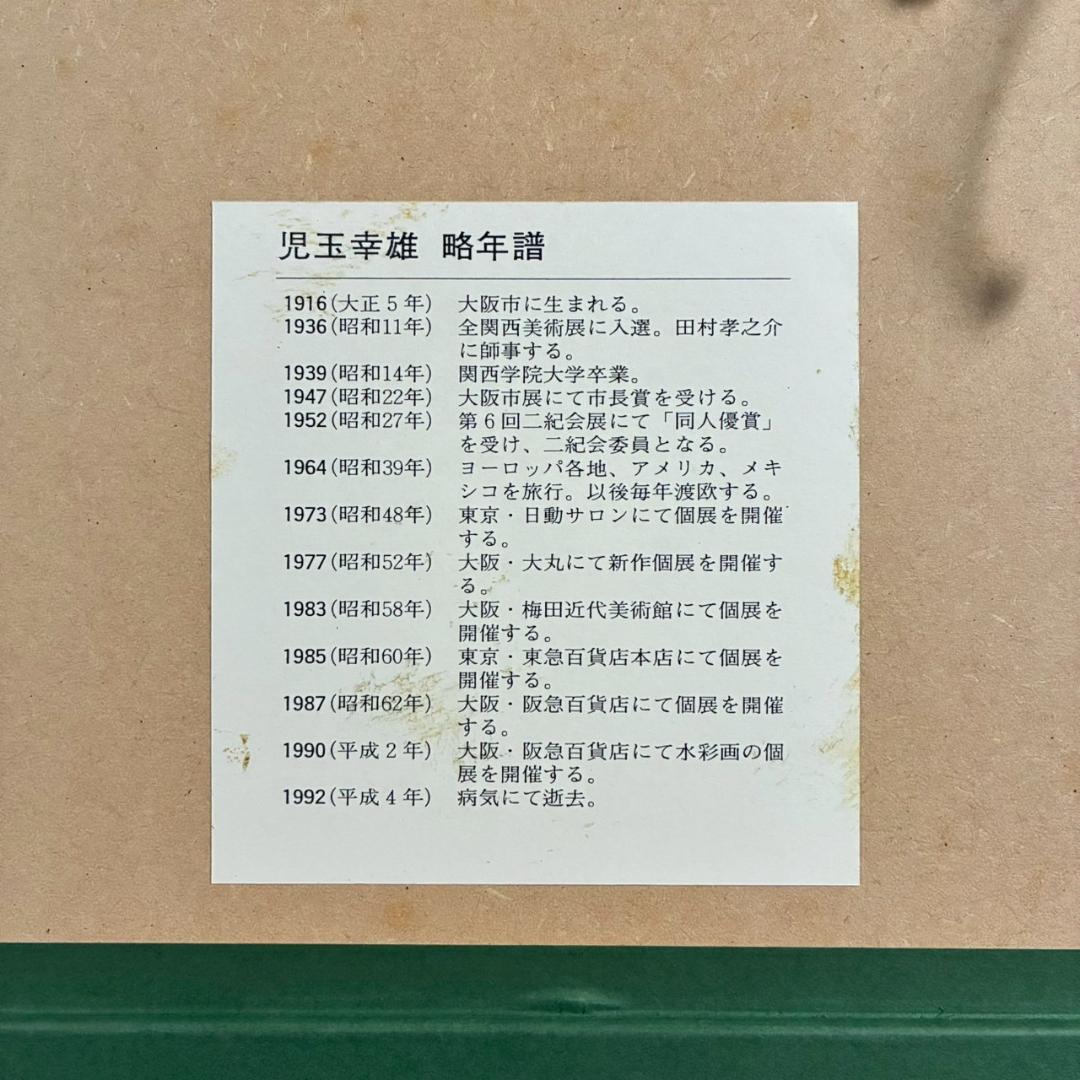 児玉幸雄 略年譜
1916(大正5年) 大阪市に生まれる。
1936(昭和11年) 全関西美術展に入選。田村孝之介
に師事する。
1939(昭和14年) 関西学院大学卒業。
1947(昭和22年) 大阪市展にて市長賞を受ける。
1952(昭和27年) 第6回二紀会展にて「同人優賞」
を受け、二紀会委員となる。
1964(昭和39年) ヨーロッパ各地、アメリカ、メキ
シコを旅行。以後毎年渡欧する。
1973(昭和48年) 東京・日動サロンにて個展を開催
する。
1977(昭和52年) 大阪・大丸にて新作個展を開催す
る。
1983(昭和58年) 大阪・梅田近代美術館にて個展を
開催する。
1985(昭和60年) 東京・東急百貨店本店にて個展を
開催する。
1987(昭和62年) 大阪・阪急百貨店にて個展を開催
する。
1990(平成2年) 大阪・阪急百貨店にて水彩画の個
展を開催する。
1992(平成4年) 病気にて逝去。